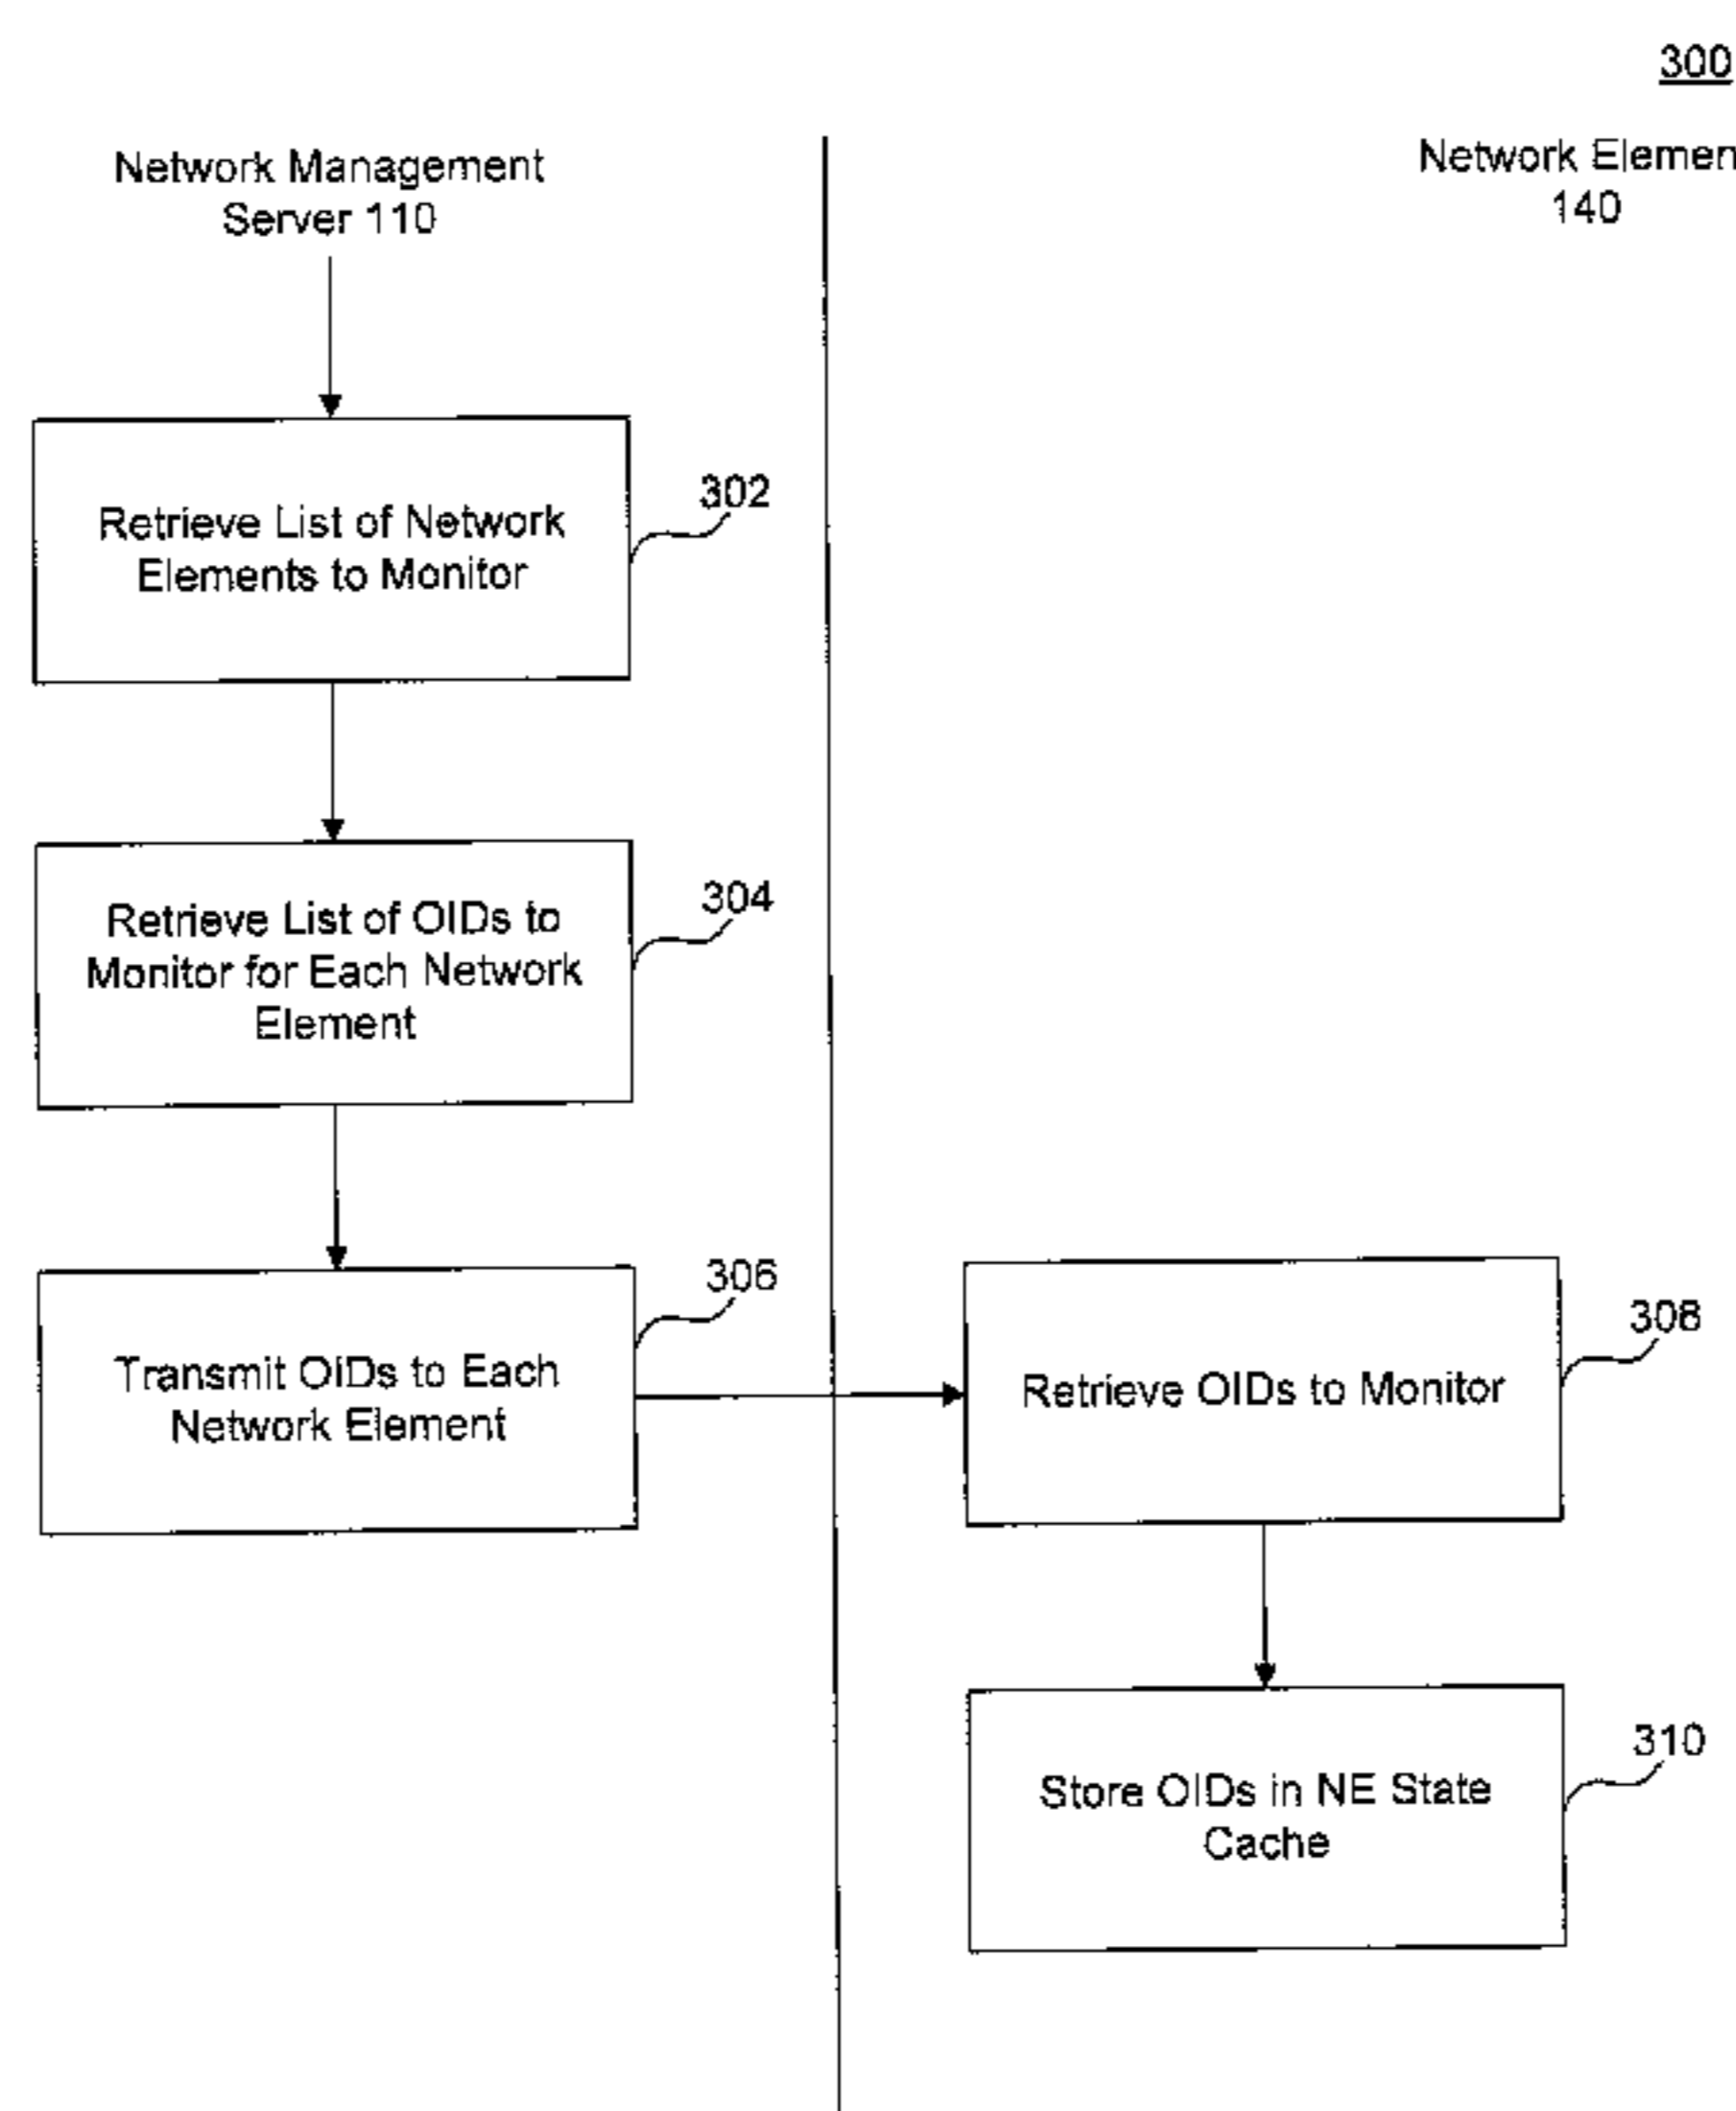 300
Network Management
Server 110
Network Elemen
140
302
Retrieve List of Network
Elements to Monitor
304
Retrieve List of OIDs to
Monitor for Each Network
Element
306
Transmit OIDs to Each
Network Element
308
Retrieve OIDs to Monitor
310
Store OIDs in NE State
Cache